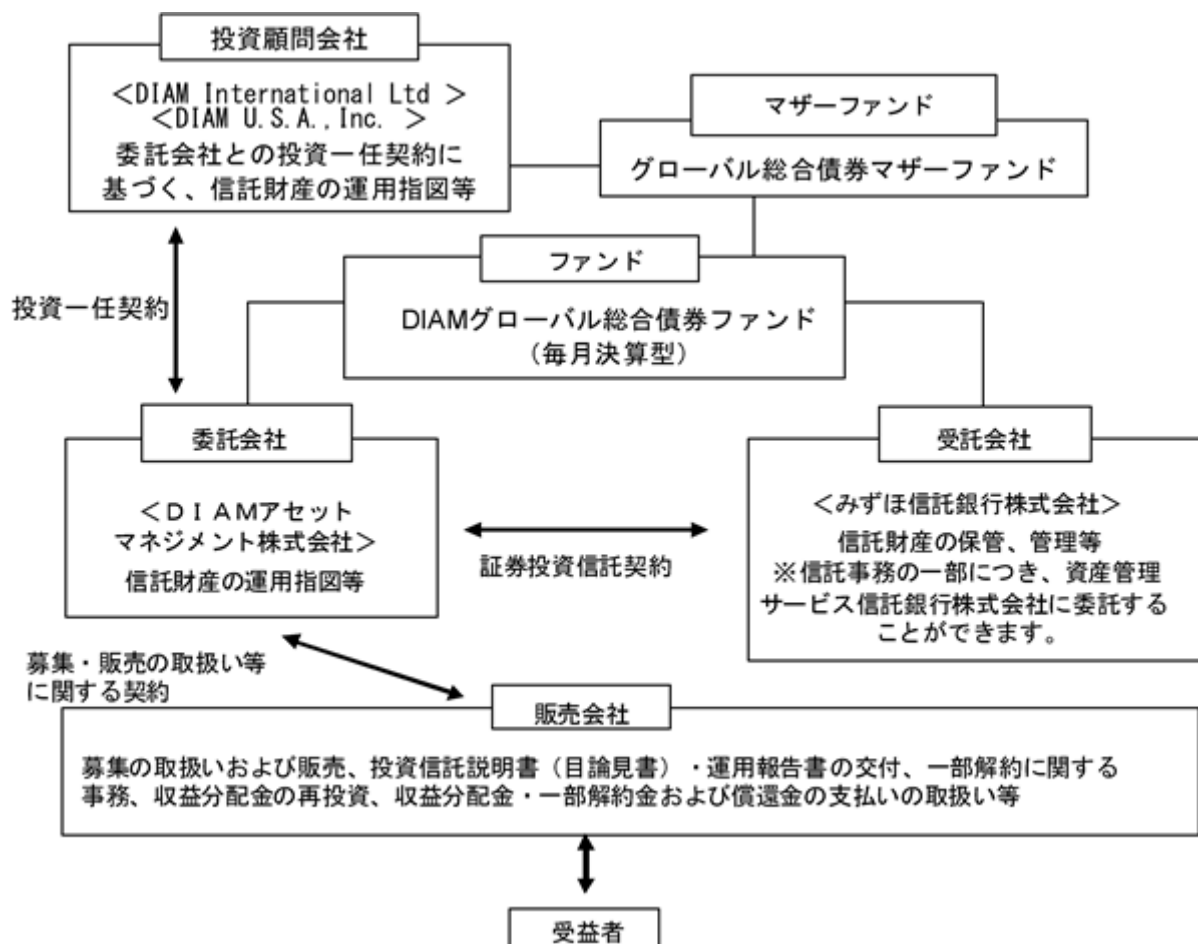 投資顧問会社
＜DIAM International Ltd ＞
＜DIAM U.S.A.,Inc. ＞
委託会社との投資一任契約に
基づく、信託財産の運用指図等
マザーファンド
グローバル総合債券マザーファンド
投資一任契約
ファンド
DIAMグローバル総合債券ファンド
（毎月決算型）
委託会社
＜ＤＩＡＭアセット
マネジメント株式会社＞
信託財産の運用指図等
証券投資信託契約
受託会社
＜みずほ信託銀行株式会社＞
信託財産の保管、管理等
※信託事務の一部につき、資産管理
サービス信託銀行株式会社に委託する
ことができます。
募集・販売の取扱い等
に関する契約
販売会社
募集の取扱いおよび販売、投資信託説明書（目論見書）・運用報告書の交付、一部解約に関する
事務、収益分配金の再投資、収益分配金・一部解約金および償還金の支払いの取扱い等
受益者